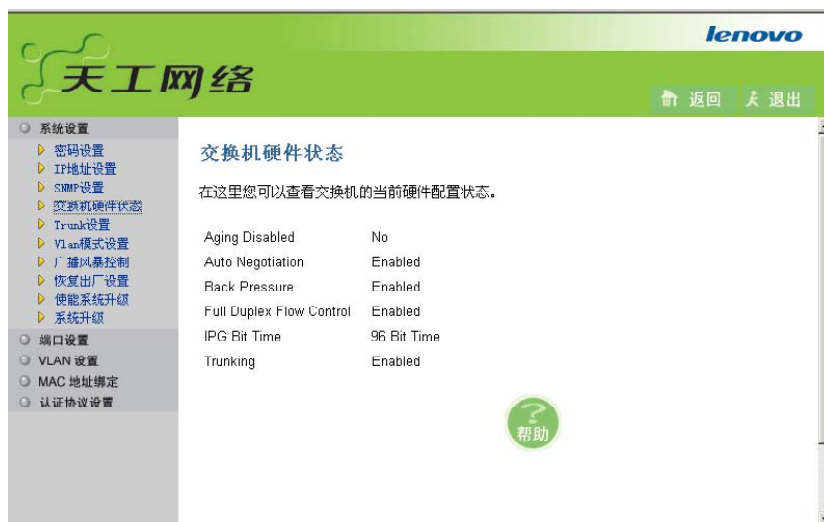 lenovo
天工网络
返回 退出
系统设置
密码设置
IP地址设置
SNMP设置
交换机硬件状态
Trunk设置
Vlan模式设置
广播风暴控制
恢复出厂设置
使能系统升级
系统升级
端口设置
VLAN 设置
MAC 地址绑定
认证协议设置
交换机硬件状态
在这里您可以查看交换机的当前硬件配置状态。
Aging Disabled No
Auto Negotiation Enabled
Back Pressure Enabled
Full Duplex Flow Control Enabled
IPG Bit Time 96 Bit Time
Trunking Enabled
帮助